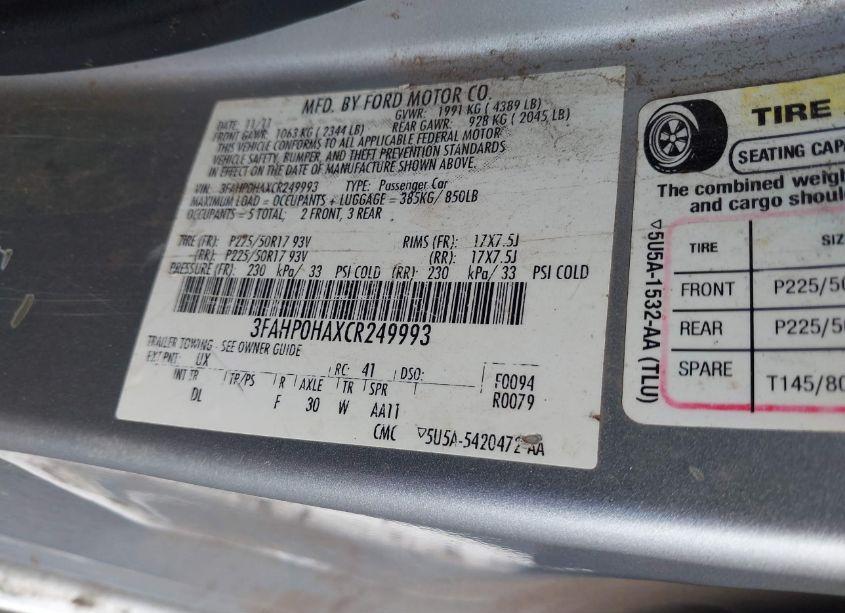 MFD. BY FORD MOTOR CO.
DATE: 11/11
GVWR: 1991 KG ( 4389 LB)
FRONT GAWR: 1063 KG ( 2344 LB)
REAR GAWR: 928 KG ( 2045 LB)
THIS VEHICLE CONFORMS TO ALL APPLICABLE FEDERAL MOTOR
VEHICLE SAFETY, BUMPER, AND THEFT PREVENTION STANDARDS
IN EFFECT ON THE DATE OF MANUFACTURE SHOWN ABOVE.
VIN: 3FAHP0HAXCR249993 TYPE: Passenger Car
MAXIMUM LOAD = OCCUPANTS + LUGGAGE = 385KG/ 850LB
OCCUPANTS = 5 TOTAL; 2 FRONT, 3 REAR
TIRE (FR): P225/50R17 93V RIMS (FR): 17X7.5J
(RR): P225/50R17 93V (RR): 17X7.5J
PRESSURE (FR): 230 kPa/ 33 PSI COLD (RR): 230 kPa/ 33 PSI COLD
3FAHP0HAXCR249993
TRAILER TOWING - SEE OWNER GUIDE
EXT PNT: UX RC: 41 DSO:
INT TR TP/PS R AXLE TR SPR F0094
DL F 30 W AA11 R0079
CMC ▽5U5A-5420472-AA
TIRE
SEATING CAPA
The combined weigh
and cargo shoul
TIRE SIZ
FRONT P225/50
REAR P225/50
SPARE T145/80
▽5U5A-1532-AA (TLU)